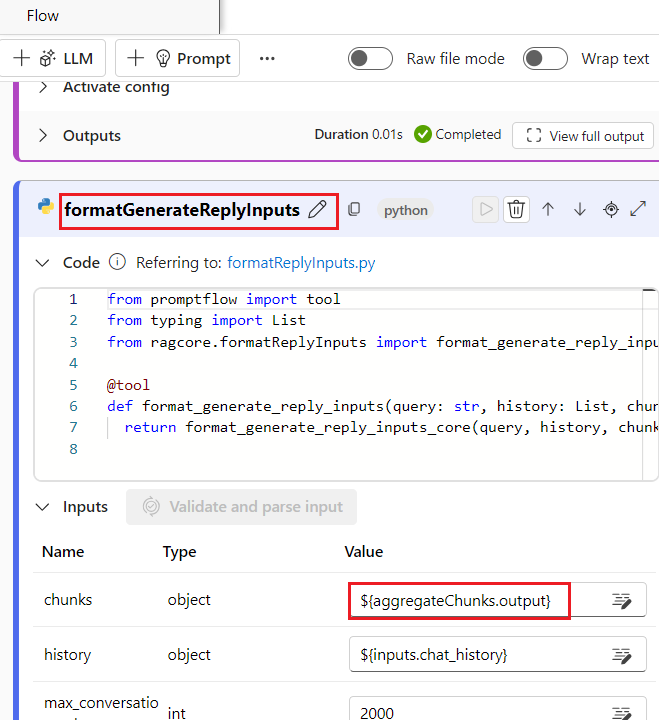 Flow
LLM Prompt ... Raw file mode Wrap text
Activate config
Outputs Duration 0.01s Completed View full output
formatGenerateReplyInputs python
Code Referring to: formatReplyInputs.py
1 from promptflow import tool
2 from typing import List
3 from ragcore.formatReplyInputs import format_generate_reply_inpu
4
5 @tool
6 def format_generate_reply_inputs(query: str, history: List, chun
7 return format_generate_reply_inputs_core(query, history, chunk
8
Inputs Validate and parse input
Name Type Value
chunks object ${aggregateChunks.output}
history object ${inputs.chat_history}
max_conversatio int 2000